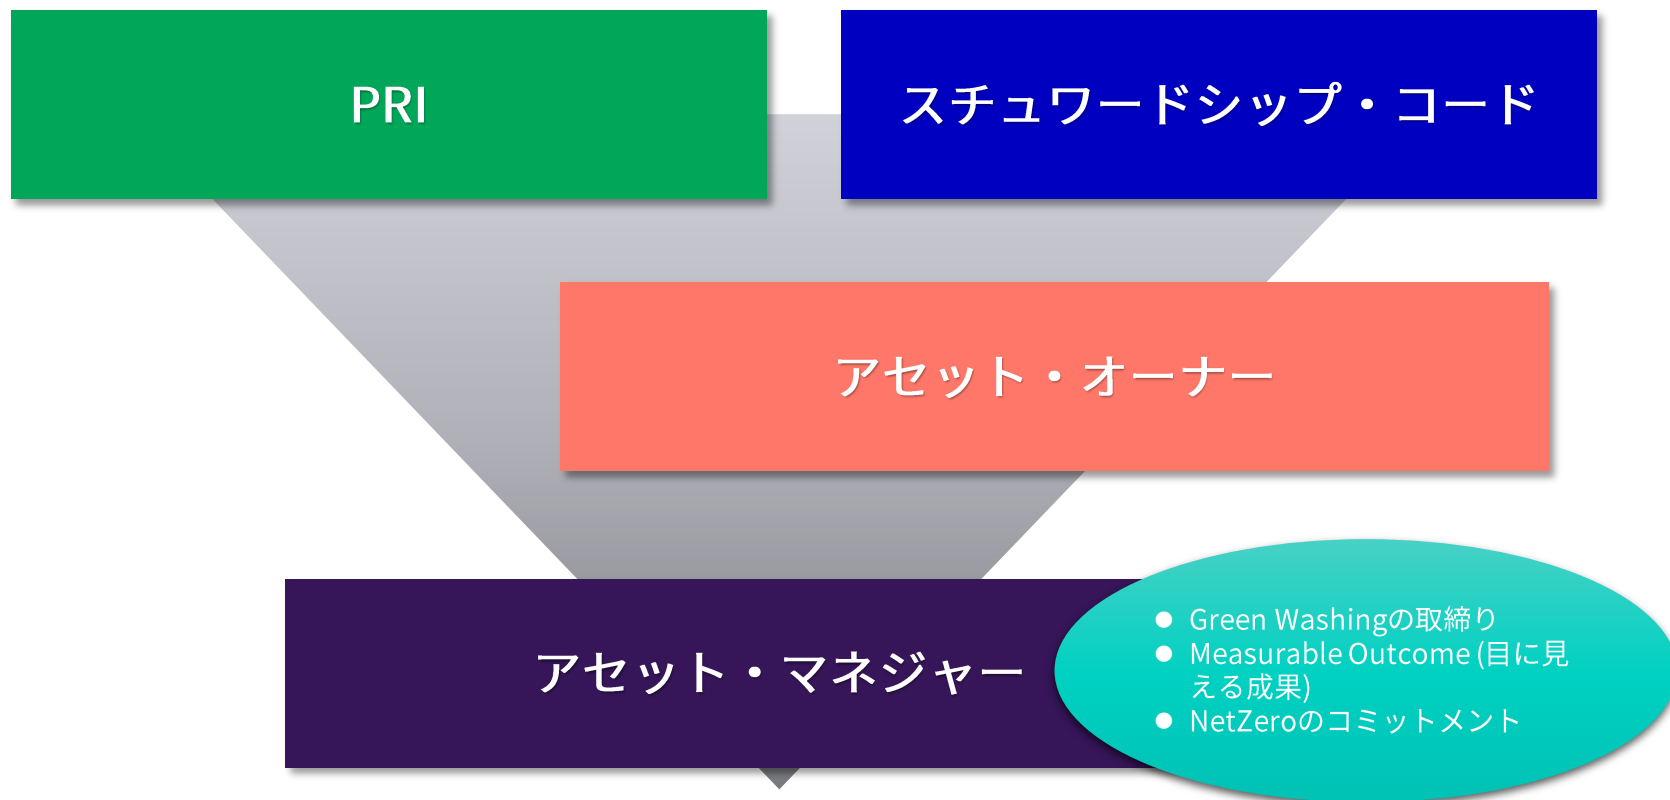 PRI
スチュワードシップ・コード
アセット・オーナー
アセット・マネジャー
● Green Washingの取締り
● Measurable Outcome (目に見
える成果)
● NetZeroのコミットメント